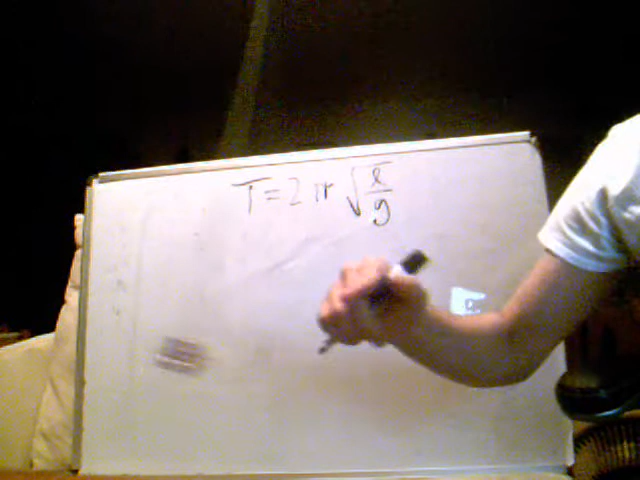 T = 2π √(ℓ/g)